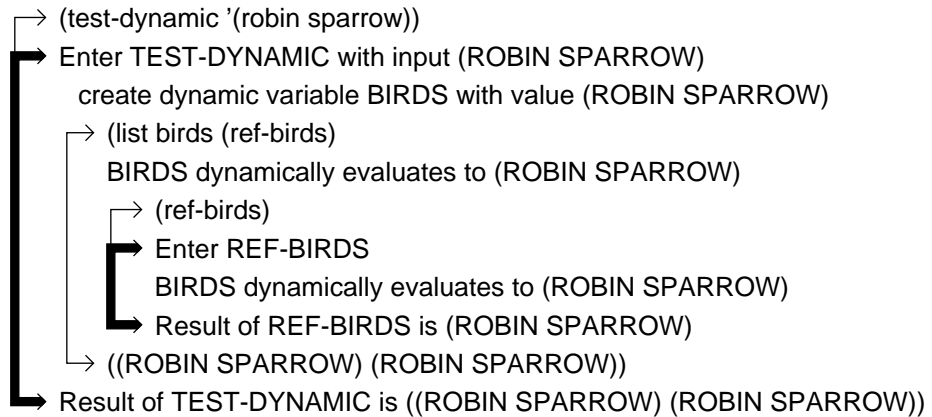 (test-dynamic ’(robin sparrow))
Enter TEST-DYNAMIC with input (ROBIN SPARROW)
create dynamic variable BIRDS with value (ROBIN SPARROW)
(list birds (ref-birds)
BIRDS dynamically evaluates to (ROBIN SPARROW)
(ref-birds)
Enter REF-BIRDS
BIRDS dynamically evaluates to (ROBIN SPARROW)
Result of REF-BIRDS is (ROBIN SPARROW)
((ROBIN SPARROW) (ROBIN SPARROW))
Result of TEST-DYNAMIC is ((ROBIN SPARROW) (ROBIN SPARROW))